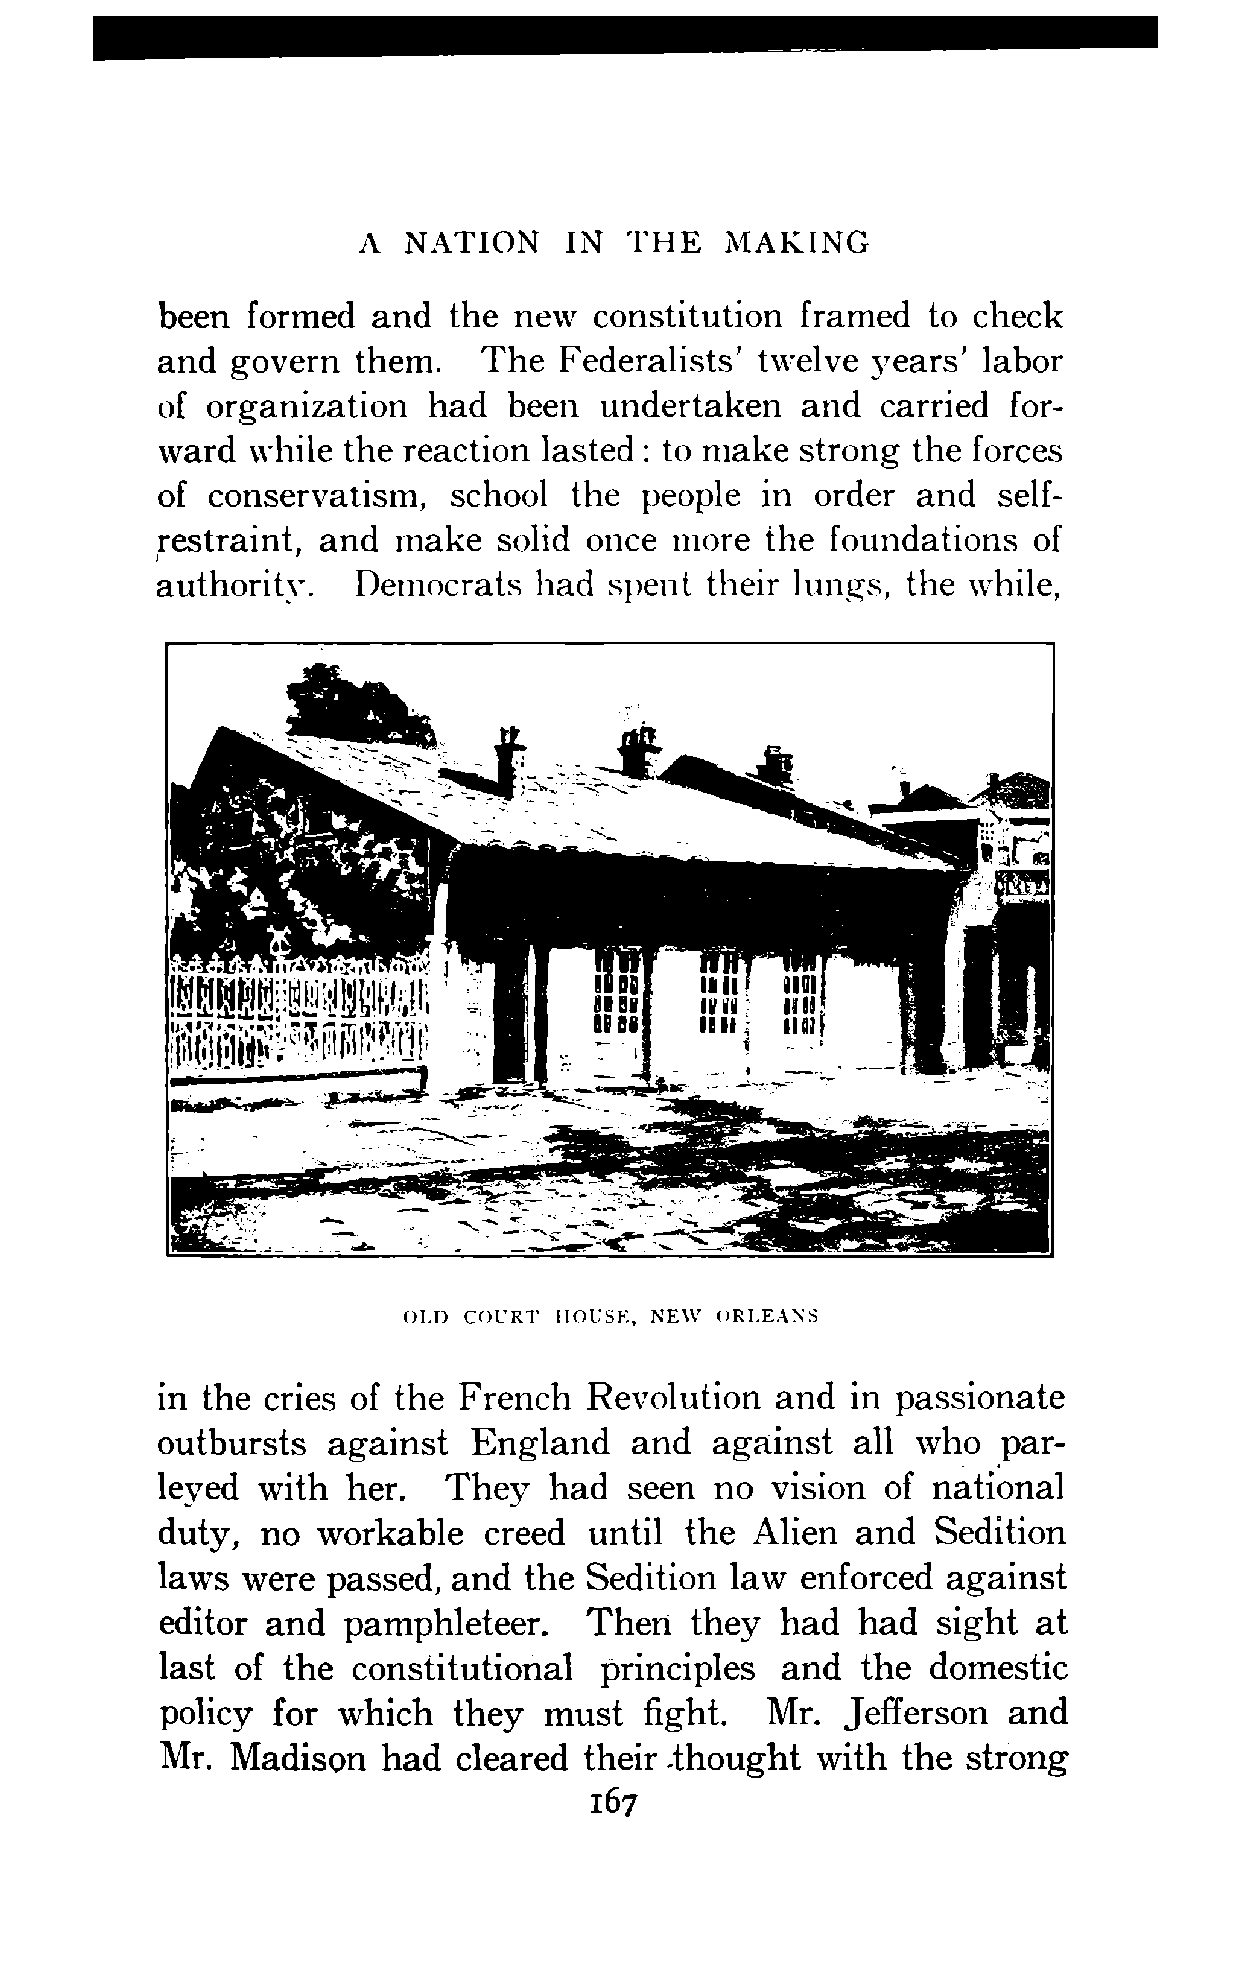 A NATION IN THE MAKING
been formed and the new constitution framed to check
and govern them. The Federalists' twelve years' labor
of organization had been undertaken and carried for-
ward while the reaction lasted : to make strong the forces
of conservatism, school the people in order and self-
restraint, and make solid once more the foundations of
authority. Democrats had spent their lungs, the while,
OLD COURT HOUSE, NEW ORLEANS
in the cries of the French Revolution and in passionate
outbursts against England and against all who par-
leyed with her. They had seen no vision of national
duty, no workable creed until the Alien and Sedition
laws were passed, and the Sedition law enforced against
editor and pamphleteer. Then they had had sight at
last of the constitutional principles and the domestic
policy for which they must fight. Mr. Jefferson and
Mr. Madison had cleared their thought with the strong
167